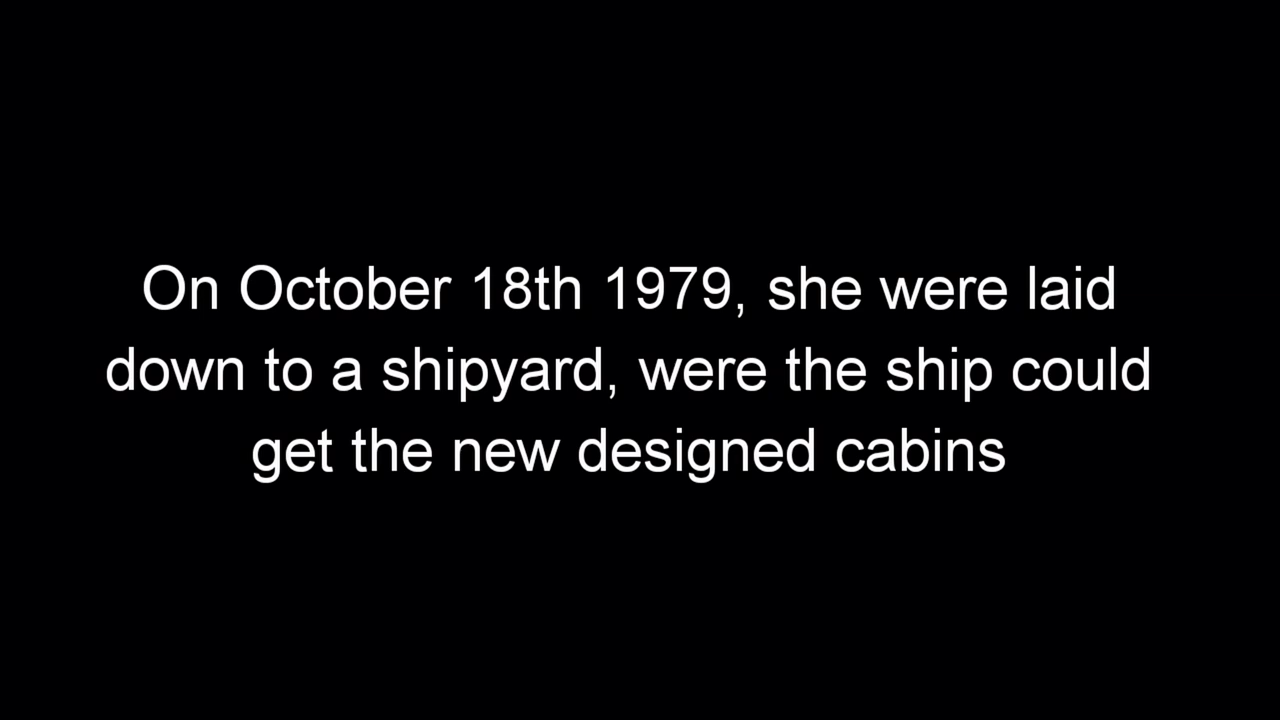 On October 18th 1979, she were laid
down to a shipyard, were the ship could
get the new designed cabins